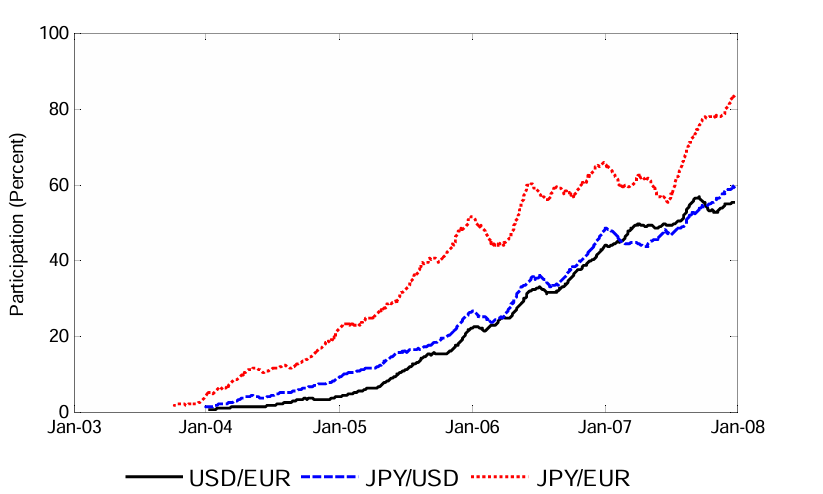 100
80
60
40
20
0
Participation (Percent)
Jan-03 Jan-04 Jan-05 Jan-06 Jan-07 Jan-08
USD/EUR JPY/USD JPY/EUR